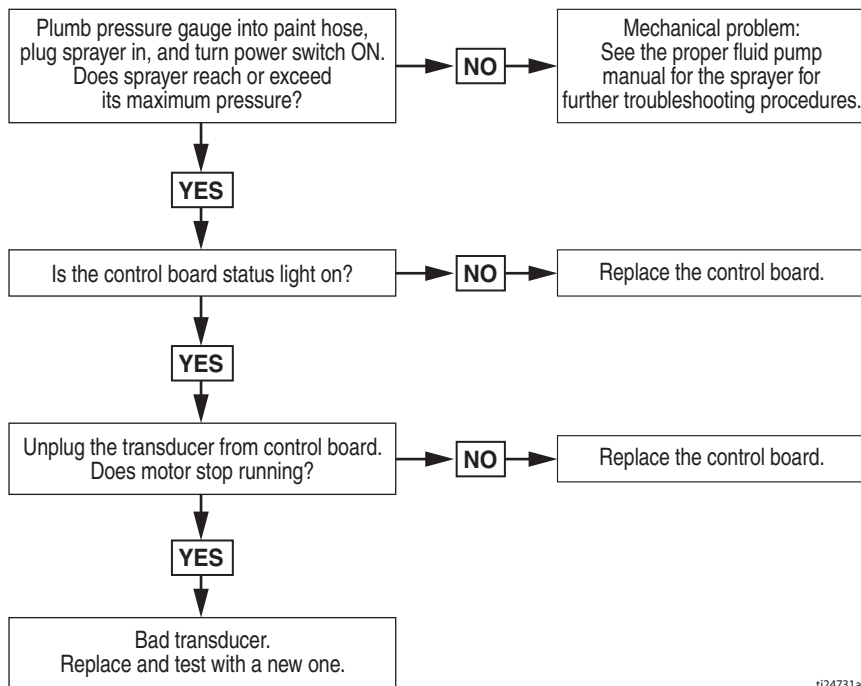 Plumb pressure gauge into paint hose,
plug sprayer in, and turn power switch ON.
Does sprayer reach or exceed
its maximum pressure?
NO
Mechanical problem:
See the proper fluid pump
manual for the sprayer for
further troubleshooting procedures.
YES
Is the control board status light on?
NO
Replace the control board.
YES
Unplug the transducer from control board.
Does motor stop running?
NO
Replace the control board.
YES
Bad transducer.
Replace and test with a new one.
ti24731a